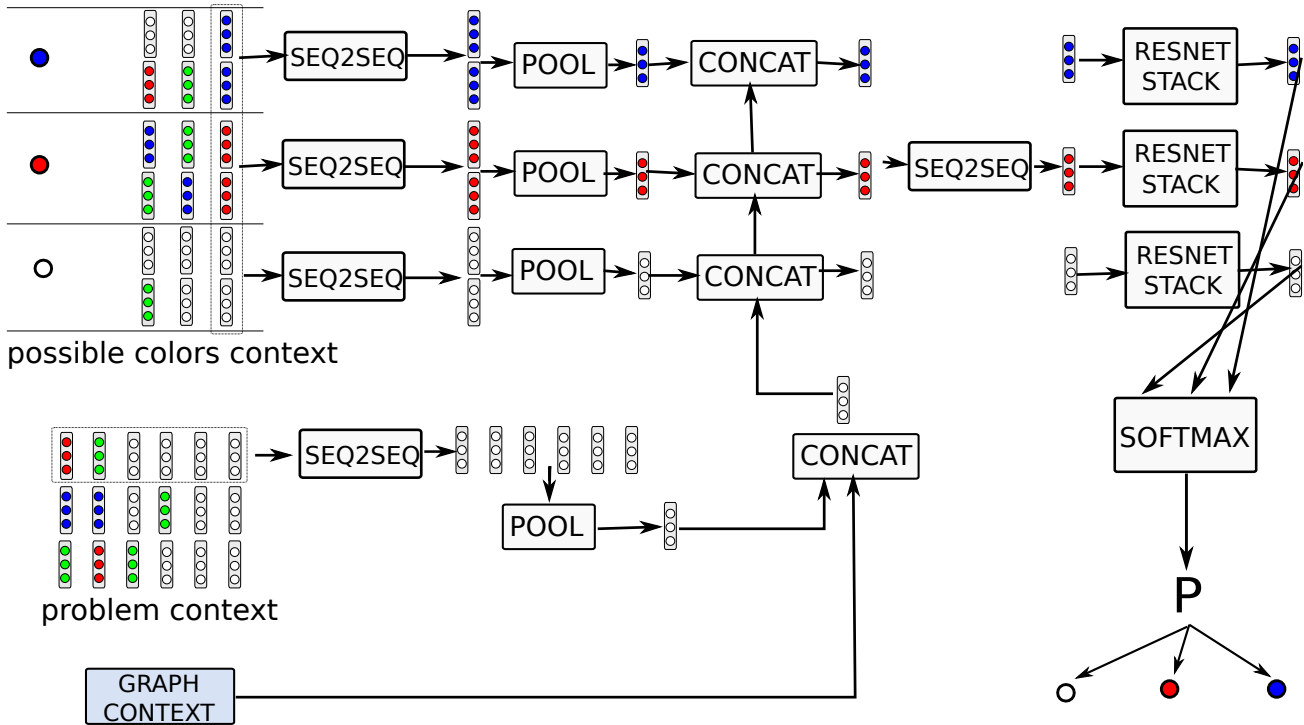 SEQ2SEQ
POOL
CONCAT
RESNET
STACK
SEQ2SEQ
POOL
CONCAT
SEQ2SEQ
RESNET
STACK
SEQ2SEQ
POOL
CONCAT
RESNET
STACK
possible colors context
SEQ2SEQ
CONCAT
SOFTMAX
POOL
problem context
P
GRAPH
CONTEXT